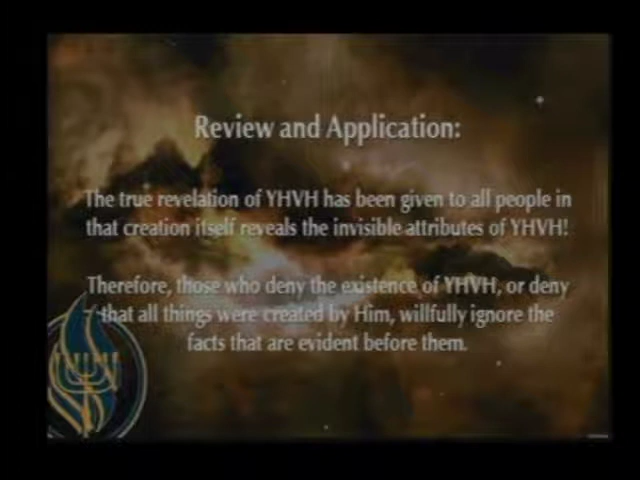 Review and Application:
The true revelation of YHVH has been given to all people in
that creation itself reveals the invisible attributes of YHVH!
Therefore, those who deny the existence of YHVH, or deny
that all things were created by Him, willfully ignore the
facts that are evident before them.